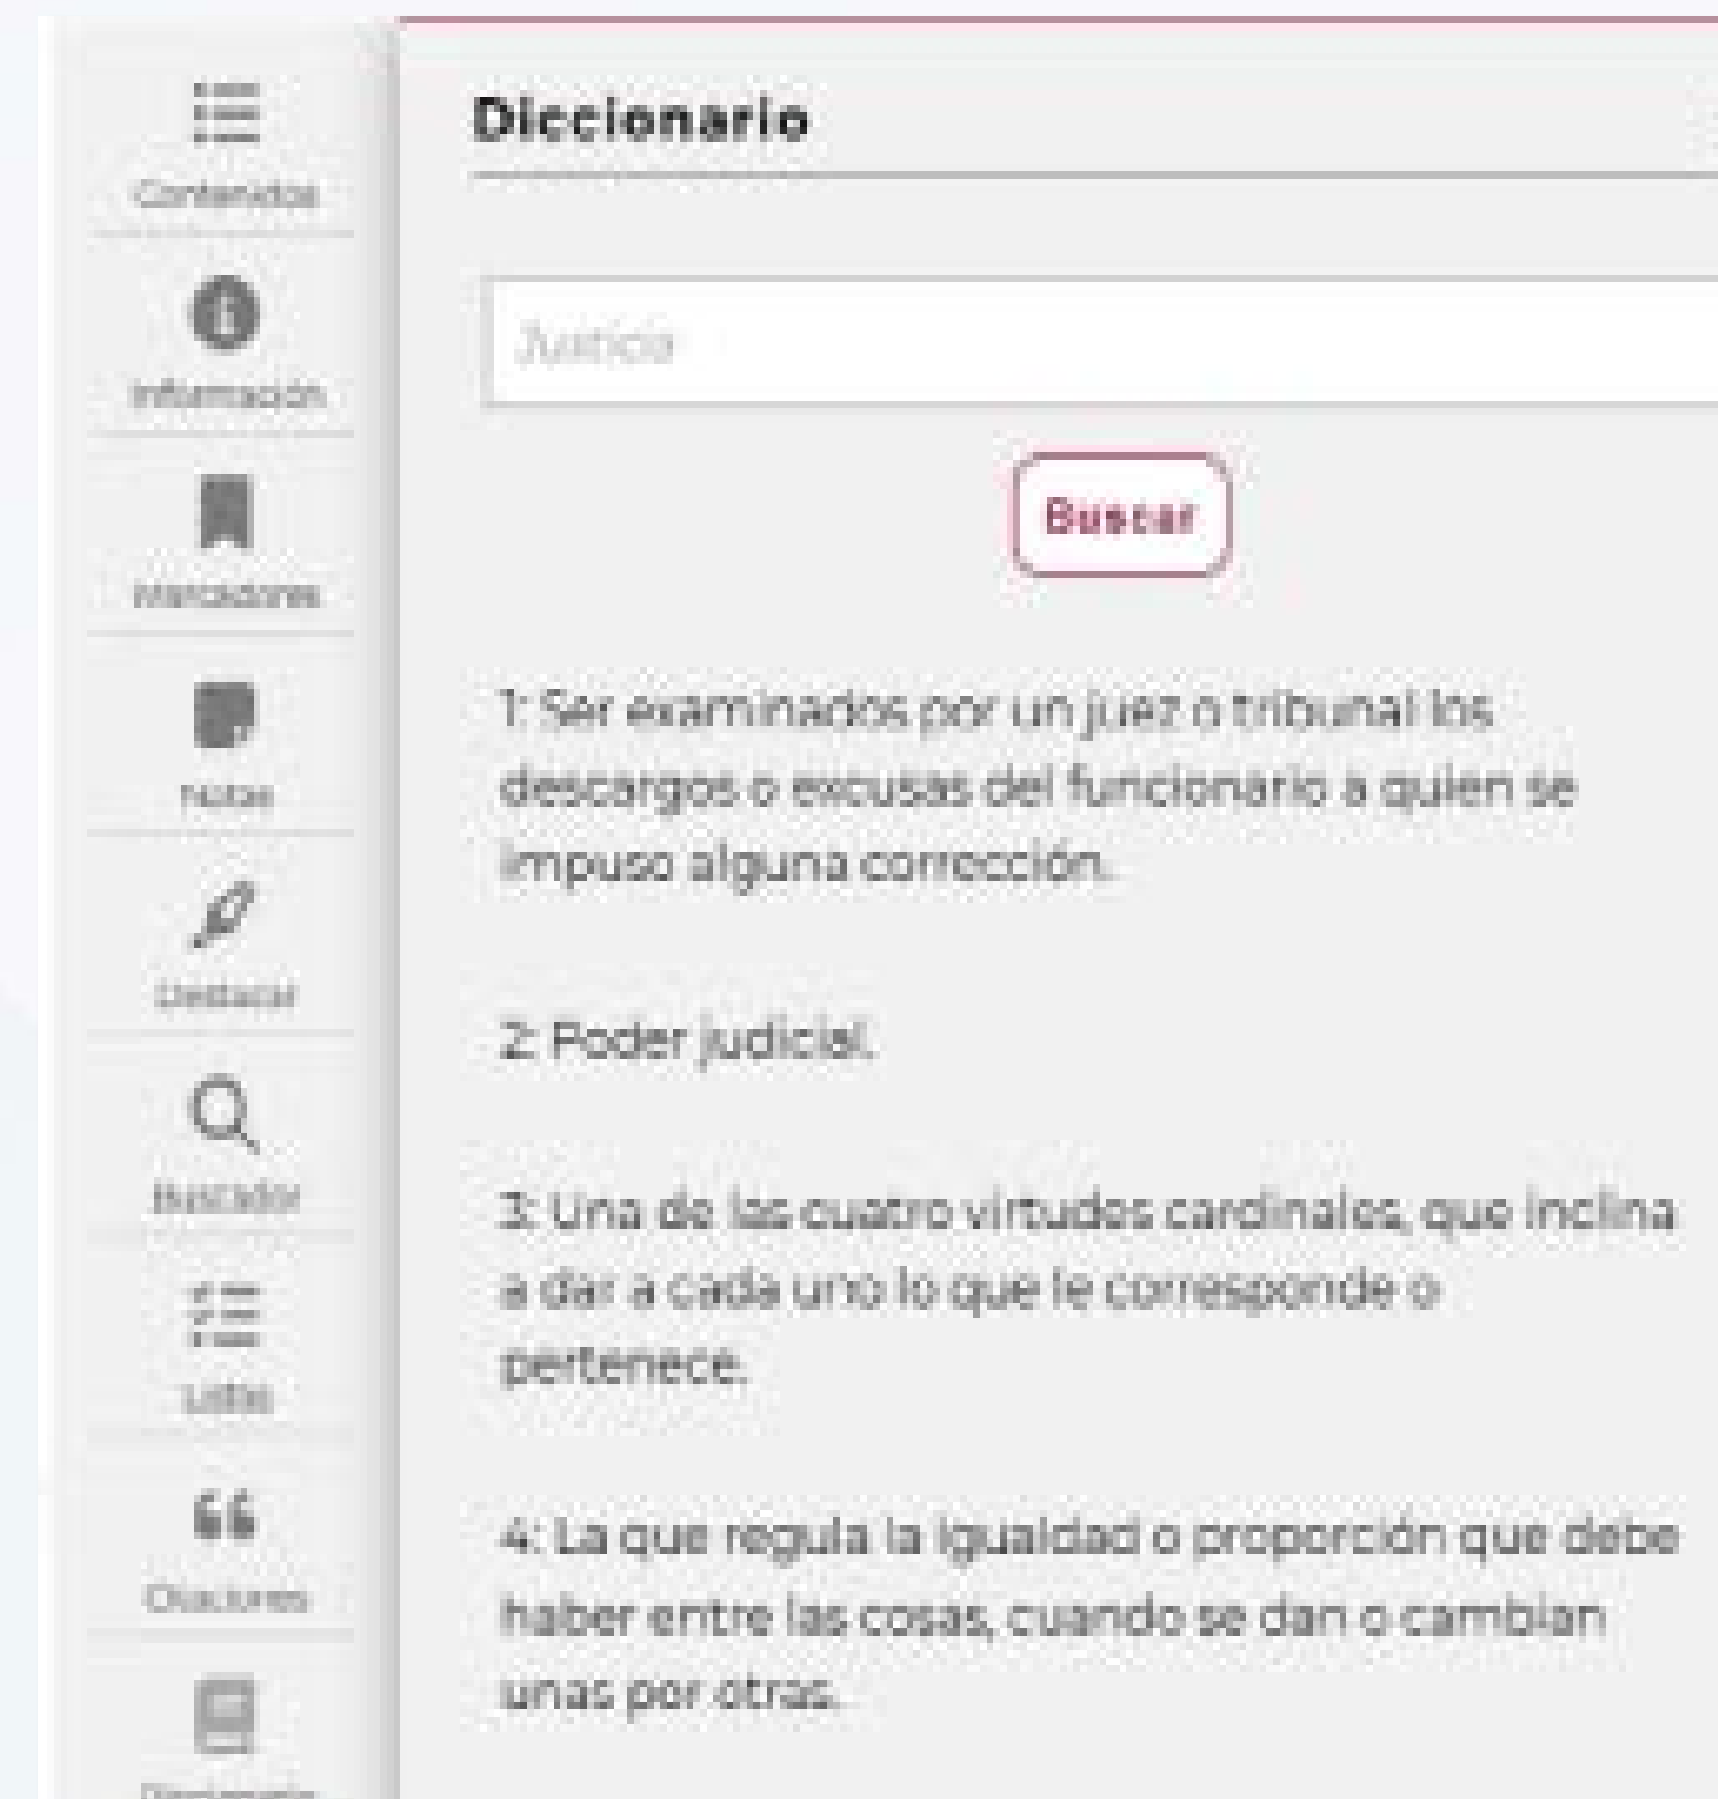 Contenidos
Información
Marcadores
Notas
Destacar
Buscador
Listas
Citaciones
Diccionario
Diccionario
Justicia
Buscar
1: Ser examinados por un juez o tribunal los
descargos o excusas del funcionario a quien se
impuso alguna corrección.
2: Poder judicial.
3: Una de las cuatro virtudes cardinales, que inclina
a dar a cada uno lo que le corresponde o
pertenece.
4: La que regula la igualdad o proporción que debe
haber entre las cosas, cuando se dan o cambian
unas por otras.